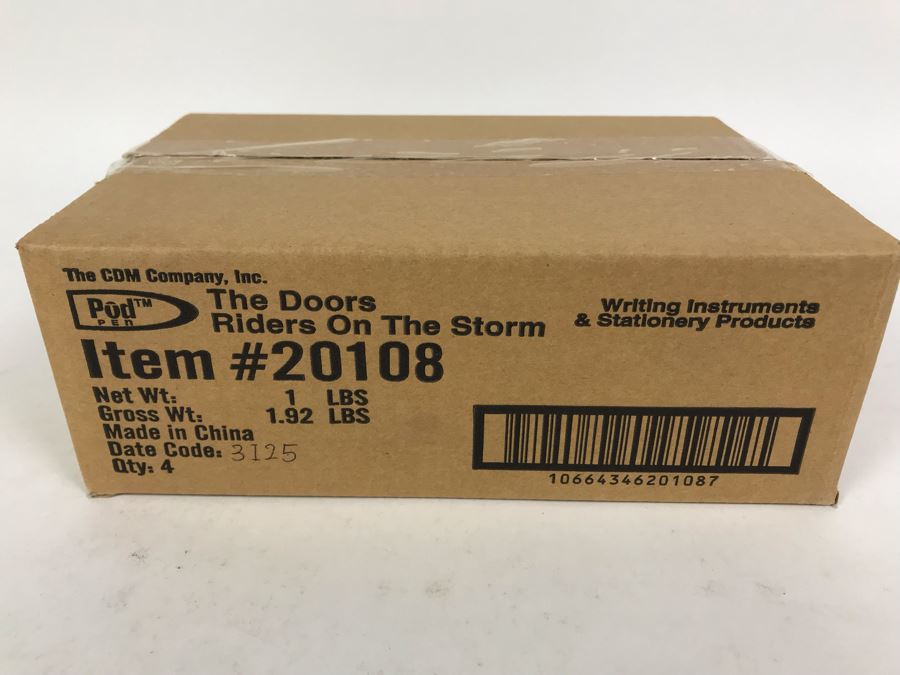 The CDM Company, Inc.
Pod™
PEN
The Doors
Riders On The Storm
Writing Instruments
& Stationery Products
Item #20108
Net Wt: 1 LBS
Gross Wt: 1.92 LBS
Made in China
Date Code: 3125
Qty: 4
10664346201087